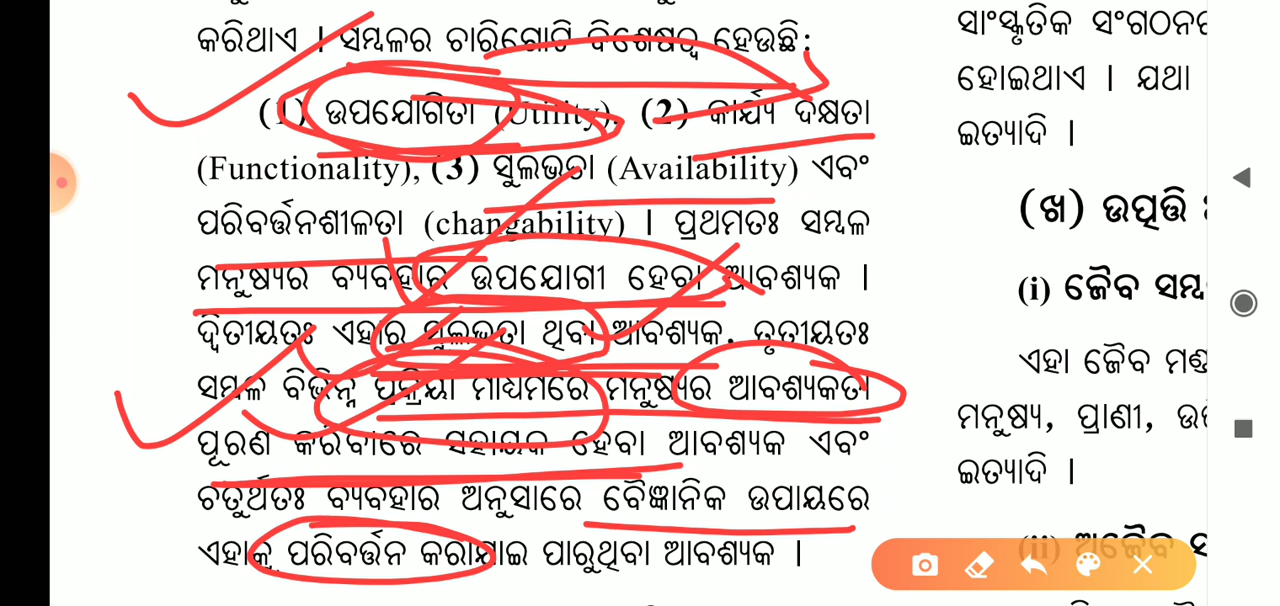 କରିଥାଏ । ସମ୍ବଳର ଚାରିଗୋଟି ବିଶେଷତ୍ୱ ହେଉଛି :
(1) ଉପଯୋଗିତା (Utility), (2) କାର୍ଯ୍ୟ ଦକ୍ଷତା
(Functionality), (3) ସୁଲଭତା (Availability) ଏବଂ
ପରିବର୍ତ୍ତନଶୀଳତା (changability) । ପ୍ରଥମତଃ ସମ୍ବଳ
ମନୁଷ୍ୟର ବ୍ୟବହାର ଉପଯୋଗୀ ହେବା ଆବଶ୍ୟକ ।
ଦ୍ଵିତୀୟତଃ ଏହାର ସୁଲଭତା ଥିବା ଆବଶ୍ୟକ, ତୃତୀୟତଃ
ସମ୍ବଳ ବିଭିନ୍ନ ପ୍ରକ୍ରିୟା ମାଧ୍ୟମରେ ମନୁଷ୍ୟର ଆବଶ୍ୟକତା
ପୂରଣ କରିବାରେ ସହାୟକ ହେବା ଆବଶ୍ୟକ ଏବଂ
ଚତୁର୍ଥତଃ ବ୍ୟବହାର ଅନୁସାରେ ବୈଜ୍ଞାନିକ ଉପାୟରେ
ଏହାକୁ ପରିବର୍ତ୍ତନ କରାଯାଇ ପାରୁଥିବା ଆବଶ୍ୟକ ।
ସାଂସ୍କୃତିକ
ହୋଇଥାଏ । ଯଥା
ଇତ୍ୟାଦି ।
(ଖ) ଉତ୍ପତ୍ତି
(i) ଜୈବ
ଏହା ଜୈବ
ମନୁଷ୍ୟ, ପ୍ରାଣୀ,
ଇତ୍ୟାଦି ।
(ii) ଅଜୈବ